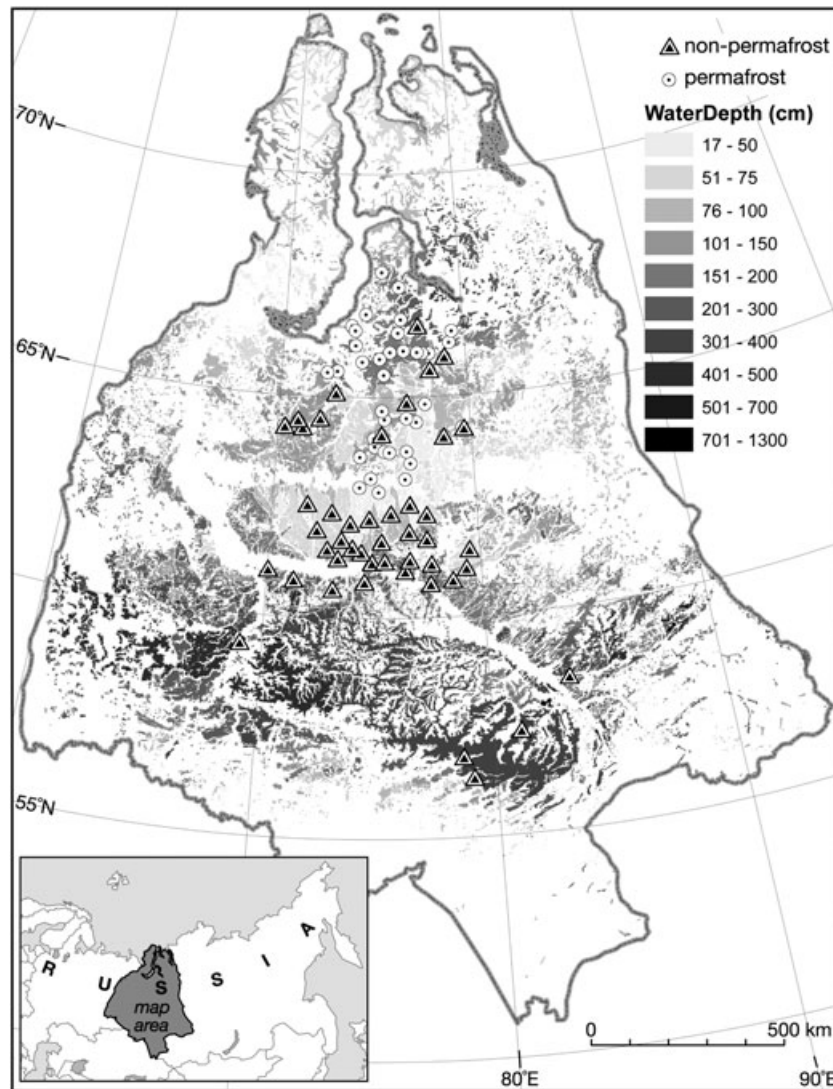 non-permafrost
permafrost
WaterDepth (cm)
17 - 50
51 - 75
76 - 100
101 - 150
151 - 200
201 - 300
301 - 400
401 - 500
501 - 700
701 - 1300
70°N
65°N
55°N
RUSSIA
map
area
0 500 km
80°E
90°E